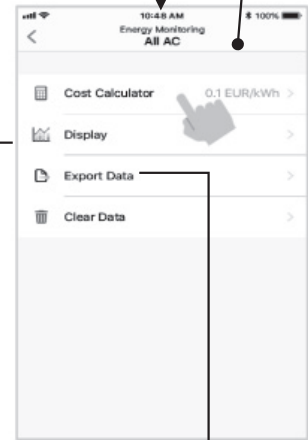 10:48 AM
100%
Energy Monitoring
All AC
Cost Calculator 0.1 EUR/kWh >
Display >
Export Data >
Clear Data >